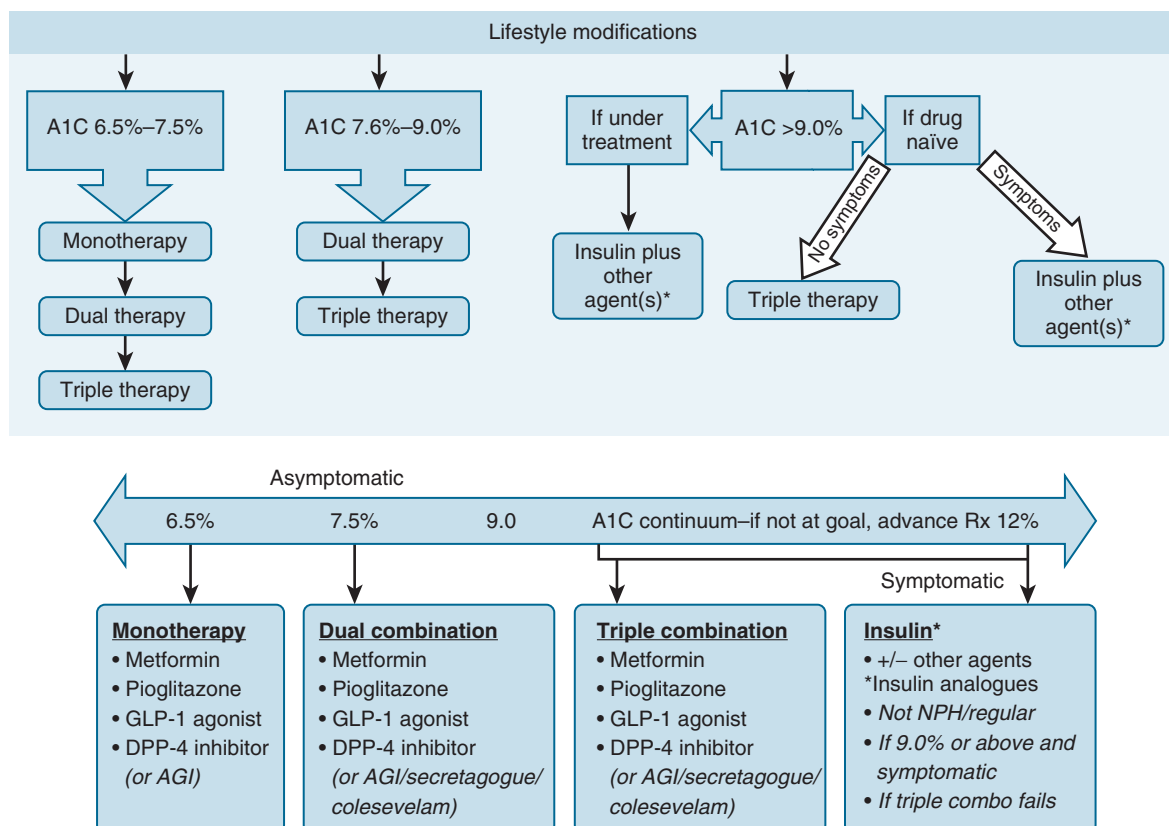 Lifestyle modifications
A1C 6.5%–7.5%
Monotherapy
Dual therapy
Triple therapy
A1C 7.6%–9.0%
Dual therapy
Triple therapy
If under
treatment
A1C >9.0%
If drug
naïve
Insulin plus
other
agent(s)*
No symptoms
Triple therapy
Symptoms
Insulin plus
other
agent(s)*
Asymptomatic
6.5%
7.5%
9.0
A1C continuum–if not at goal, advance Rx 12%
Symptomatic
Monotherapy
• Metformin
• Pioglitazone
• GLP-1 agonist
• DPP-4 inhibitor
(or AGI)
Dual combination
• Metformin
• Pioglitazone
• GLP-1 agonist
• DPP-4 inhibitor
(or AGI/secretagogue/
colesevelam)
Triple combination
• Metformin
• Pioglitazone
• GLP-1 agonist
• DPP-4 inhibitor
(or AGI/secretagogue/
colesevelam)
Insulin*
• +/– other agents
*Insulin analogues
• Not NPH/regular
• If 9.0% or above and
symptomatic
• If triple combo fails